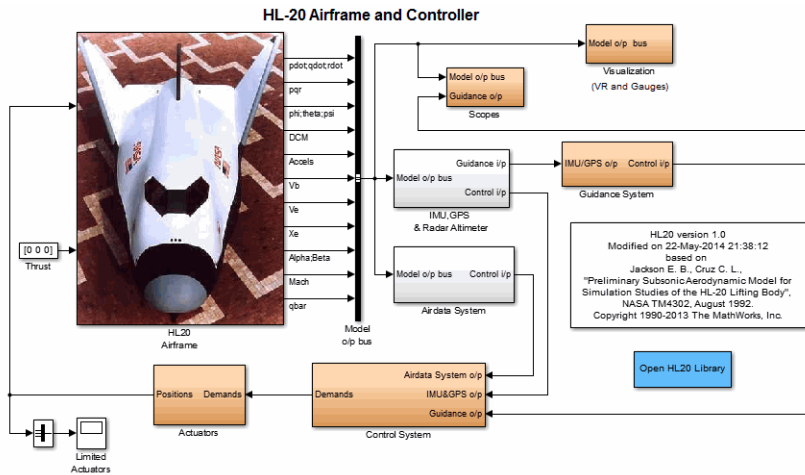 HL-20 Airframe and Controller
pdot;qdot;rdot
pqr
phi;theta;psi
DCM
Accels
Vb
Ve
Xe
Alpha;Beta
Mach
qbar
[0 0 0]
Thrust
HL20
Airframe
Model
o/p bus
Model o/p bus
Visualization
(VR and Gauges)
Model o/p bus
Guidance o/p
Scopes
Model o/p bus
Guidance i/p
Control i/p
IMU,GPS
& Radar Altimeter
IMU/GPS o/p
Control i/p
Guidance System
Model o/p bus
Control i/p
Airdata System
HL20 version 1.0
Modified on 22-May-2014 21:38:12
based on
Jackson E. B., Cruz C. L.,
"Preliminary Subsonic Aerodynamic Model for
Simulation Studies of the HL-20 Lifting Body",
NASA TM4302, August 1992.
Copyright 1990-2013 The MathWorks, Inc.
Open HL20 Library
Airdata System o/p
IMU&GPS o/p
Guidance o/p
Demands
Control System
Positions
Demands
Actuators
Limited
Actuators